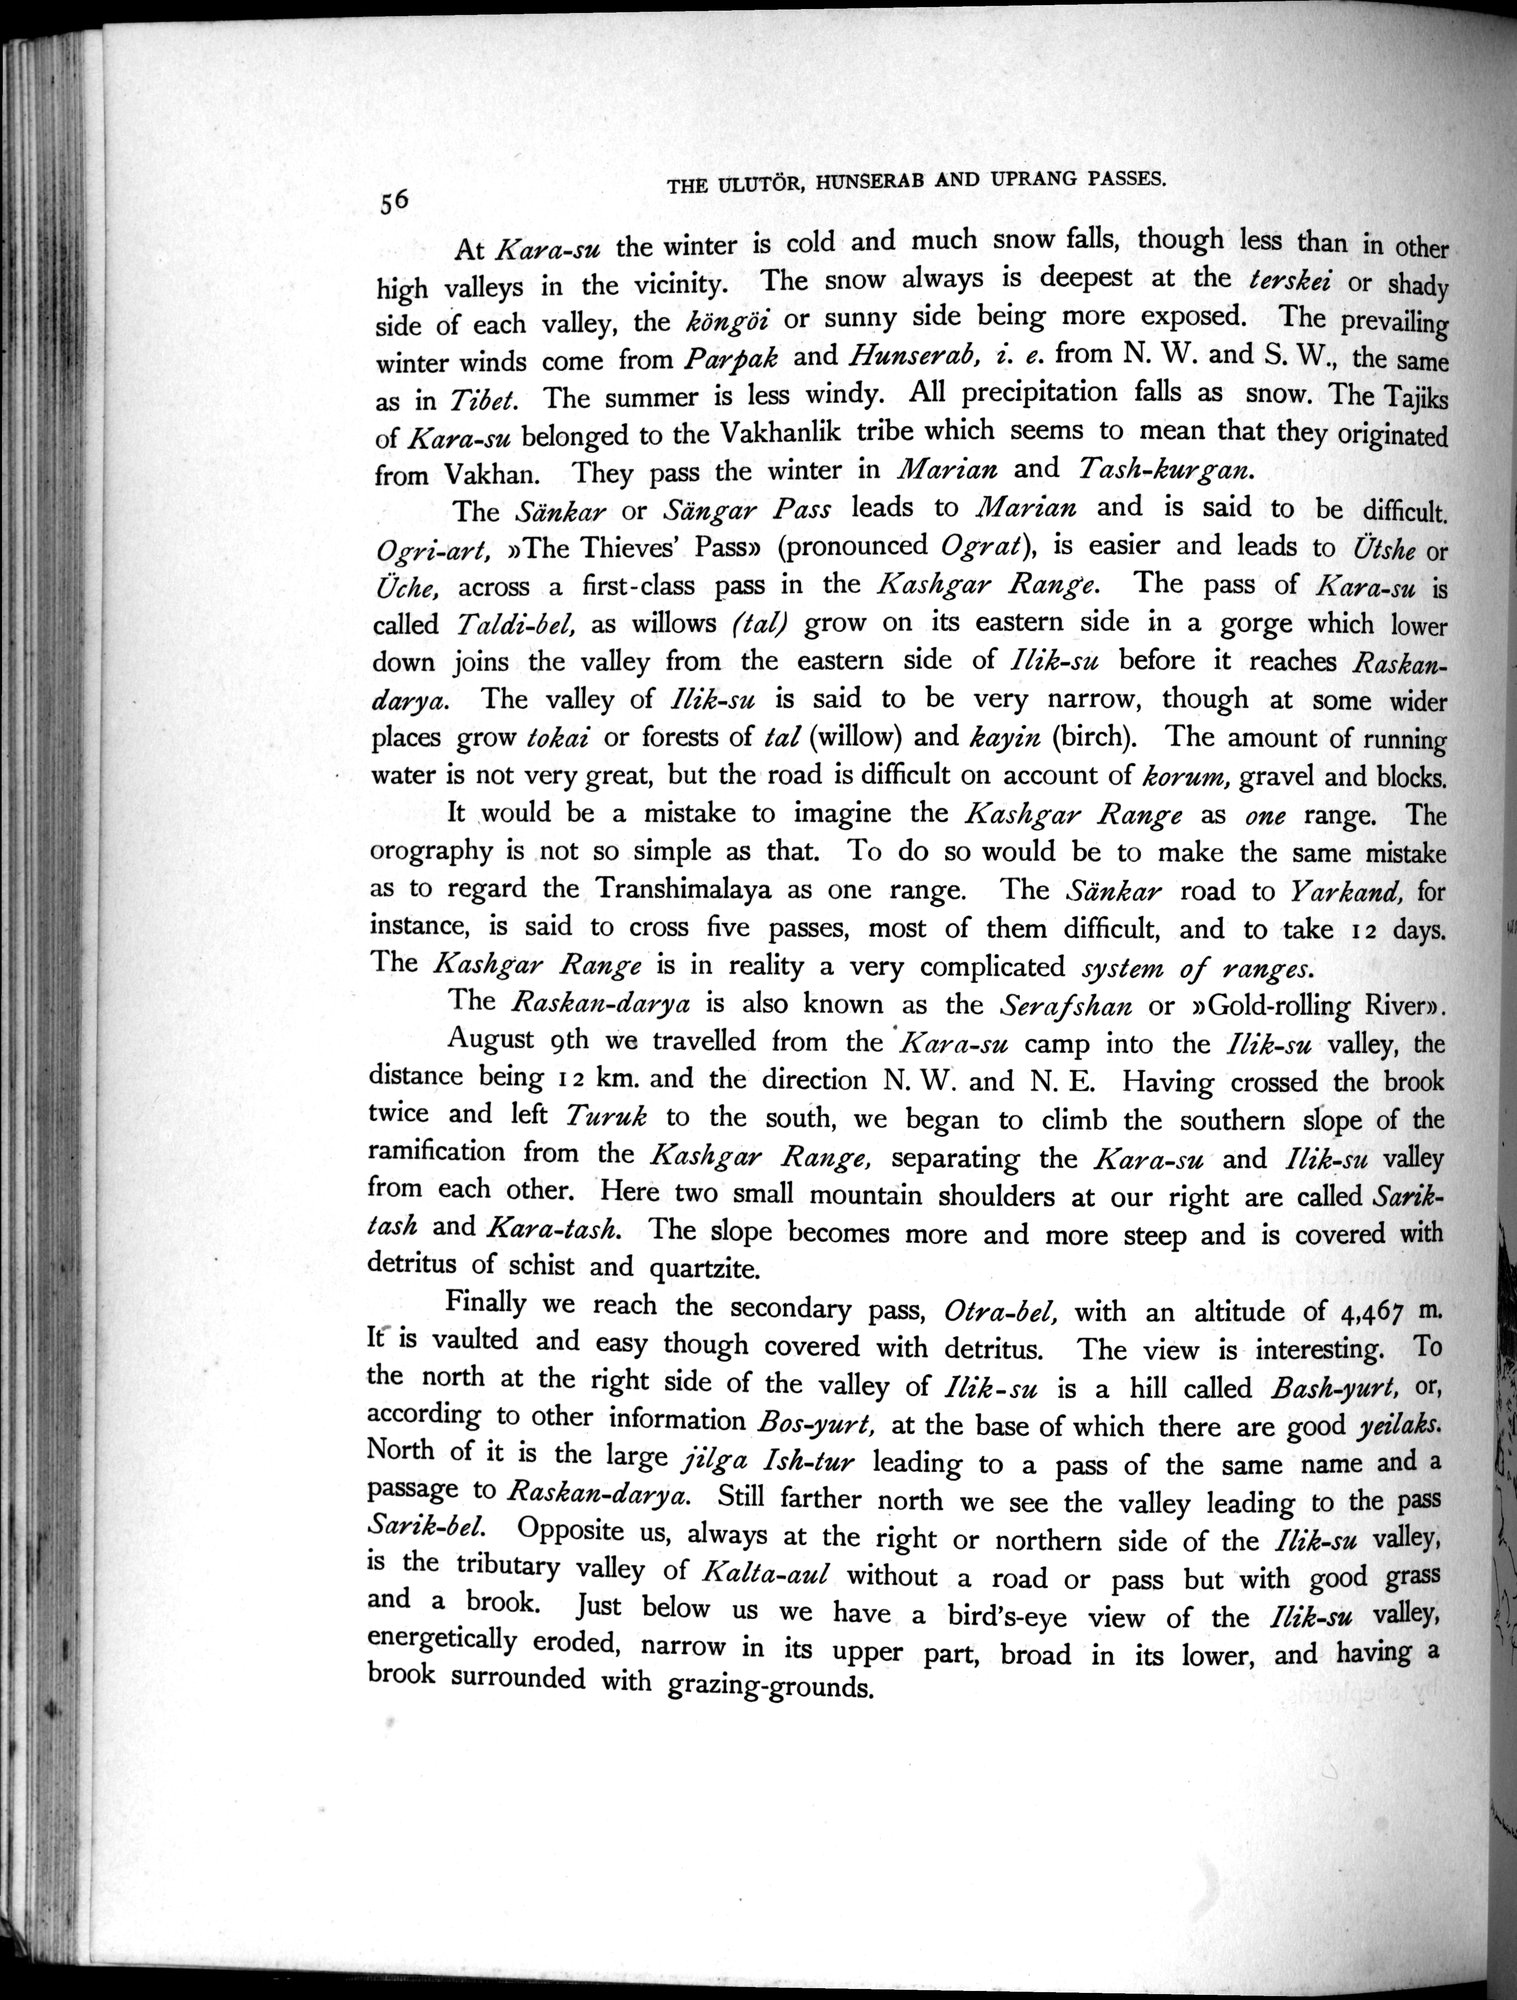 56
THE ULUTÖR, HUNSERAB AND UPRANG PASSES.
At Kara-su the winter is cold and much snow falls, though less than in other
high valleys in the vicinity. The snow always is deepest at the terskei or shady
side of each valley, the köngöi or sunny side being more exposed. The prevailing
winter winds come from Parpak and Hunserab, i. e. from N. W. and S. W., the same
as in Tibet. The summer is less windy. All precipitation falls as snow. The Tajiks
of Kara-su belonged to the Vakhanlik tribe which seems to mean that they originated
from Vakhan. They pass the winter in Marian and Tash-kurgan.
The Sänkar or Sängar Pass leads to Marian and is said to be difficult.
Ogri-art, »The Thieves' Pass» (pronounced Ograt), is easier and leads to Ütshe or
Üche, across a first-class pass in the Kashgar Range. The pass of Kara-su is
called Taldi-bel, as willows (tal) grow on its eastern side in a gorge which lower
down joins the valley from the eastern side of Ilik-su before it reaches Raskan-
darya. The valley of Ilik-su is said to be very narrow, though at some wider
places grow tokai or forests of tal (willow) and kayin (birch). The amount of running
water is not very great, but the road is difficult on account of korum, gravel and blocks.
It would be a mistake to imagine the Kashgar Range as one range. The
orography is not so simple as that. To do so would be to make the same mistake
as to regard the Transhimalaya as one range. The Sänkar road to Yarkand, for
instance, is said to cross five passes, most of them difficult, and to take 12 days.
The Kashgar Range is in reality a very complicated system of ranges.
The Raskan-darya is also known as the Serafshan or »Gold-rolling River».
August 9th we travelled from the Kara-su camp into the Ilik-su valley, the
distance being 12 km. and the direction N. W. and N. E. Having crossed the brook
twice and left Turuk to the south, we began to climb the southern slope of the
ramification from the Kashgar Range, separating the Kara-su and Ilik-su valley
from each other. Here two small mountain shoulders at our right are called Sarik-
tash and Kara-tash. The slope becomes more and more steep and is covered with
detritus of schist and quartzite.
Finally we reach the secondary pass, Otra-bel, with an altitude of 4,467 m.
It is vaulted and easy though covered with detritus. The view is interesting. To
the north at the right side of the valley of Ilik-su is a hill called Bash-yurt, or,
according to other information Bos-yurt, at the base of which there are good yeilaks.
North of it is the large jilga Ish-tur leading to a pass of the same name and a
passage to Raskan-darya. Still farther north we see the valley leading to the pass
Sarik-bel. Opposite us, always at the right or northern side of the Ilik-su valley,
is the tributary valley of Kalta-aul without a road or pass but with good grass
and a brook. Just below us we have a bird's-eye view of the Ilik-su valley,
energetically eroded, narrow in its upper part, broad in its lower, and having a
brook surrounded with grazing-grounds.